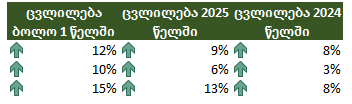 ცვლილება ცვლილება 2025 ცვლილება 2024
ბოლო 1 წელში წელში წელში
12% 9% 8%
10% 6% 3%
15% 13% 8%